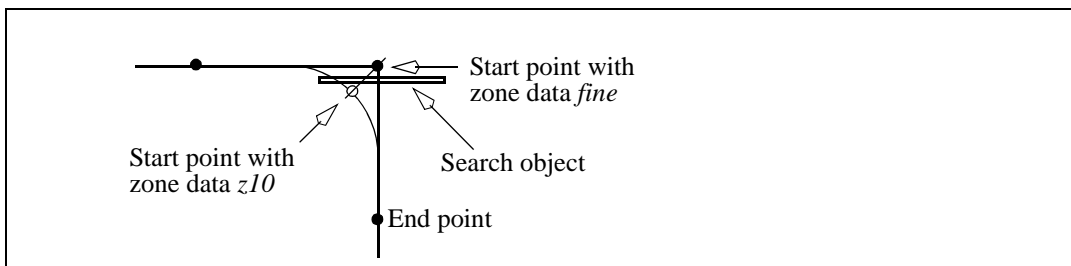 Start point with
zone data fine
Start point with
zone data z10
Search object
End point